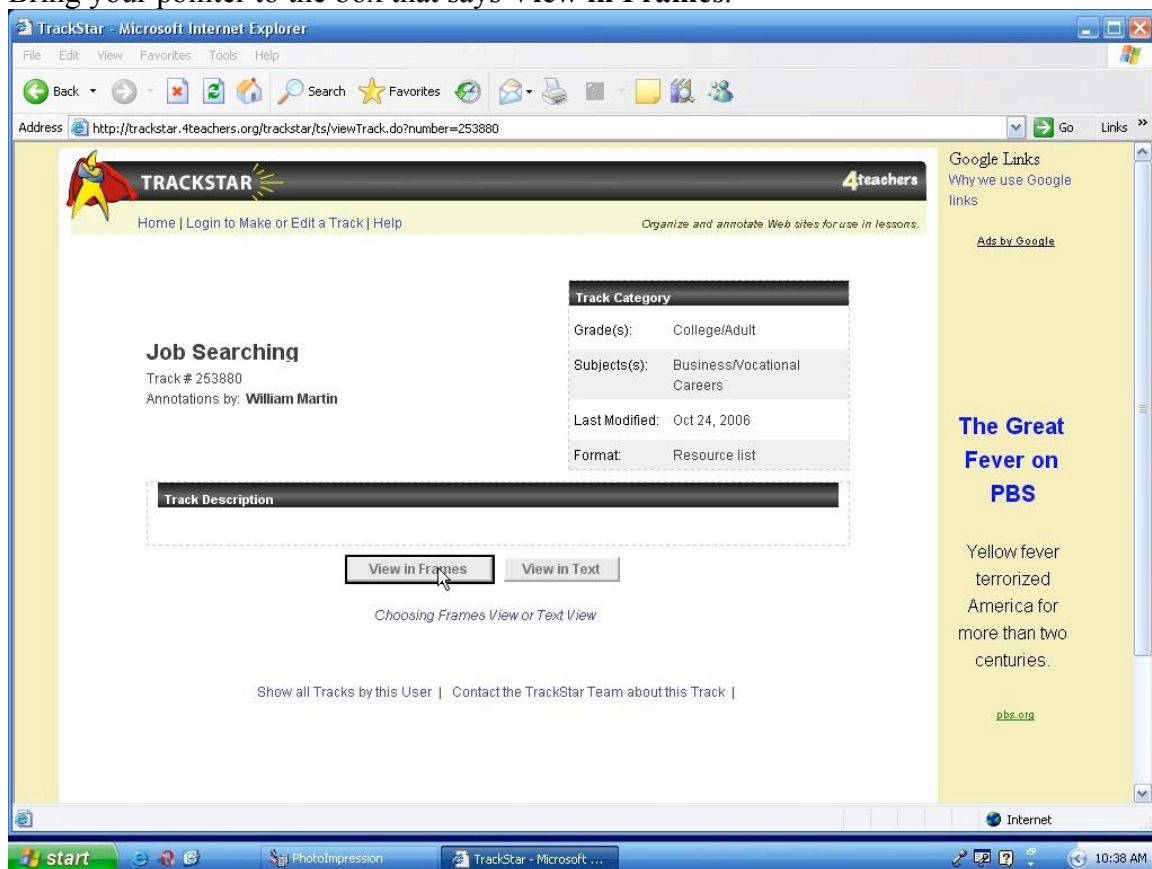 Bring your pointer to the box that says View in Frames.
TrackStar - Microsoft Internet Explorer
File Edit View Favorites Tools Help
Back Search Favorites
Address http://trackstar.4teachers.org/trackstar/ts/viewTrack.do?number=253880 Go Links »
TRACKSTAR 4teachers
Home | Login to Make or Edit a Track | Help Organize and annotate Web sites for use in lessons.
Track Category
Grade(s): College/Adult
Subjects(s): Business/Vocational
Careers
Last Modified: Oct 24, 2006
Format: Resource list
Job Searching
Track # 253880
Annotations by: William Martin
Track Description
View in Frames View in Text
Choosing Frames View or Text View
Show all Tracks by this User | Contact the TrackStar Team about this Track |
Google Links
Why we use Google
links
Ads by Google
The Great
Fever on
PBS
Yellow fever
terrorized
America for
more than two
centuries.
pbs.org
Internet
start PhotoImpression TrackStar - Microsoft ... 10:38 AM